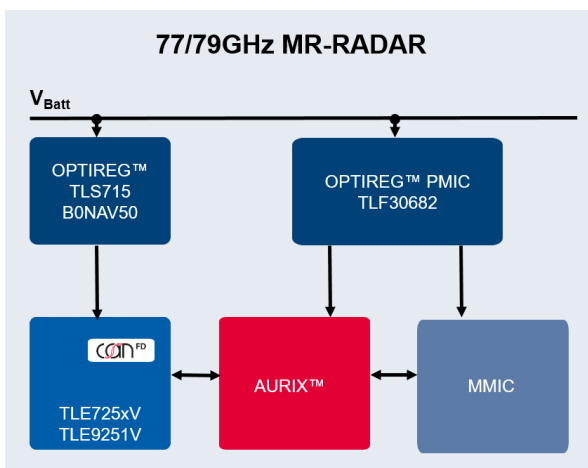 77/79GHz MR-RADAR
VBatt
OPTIREG™
TLS715
B0NAV50
OPTIREG™ PMIC
TLF30682
CAN FD
TLE725xV
TLE9251V
AURIX™
MMIC